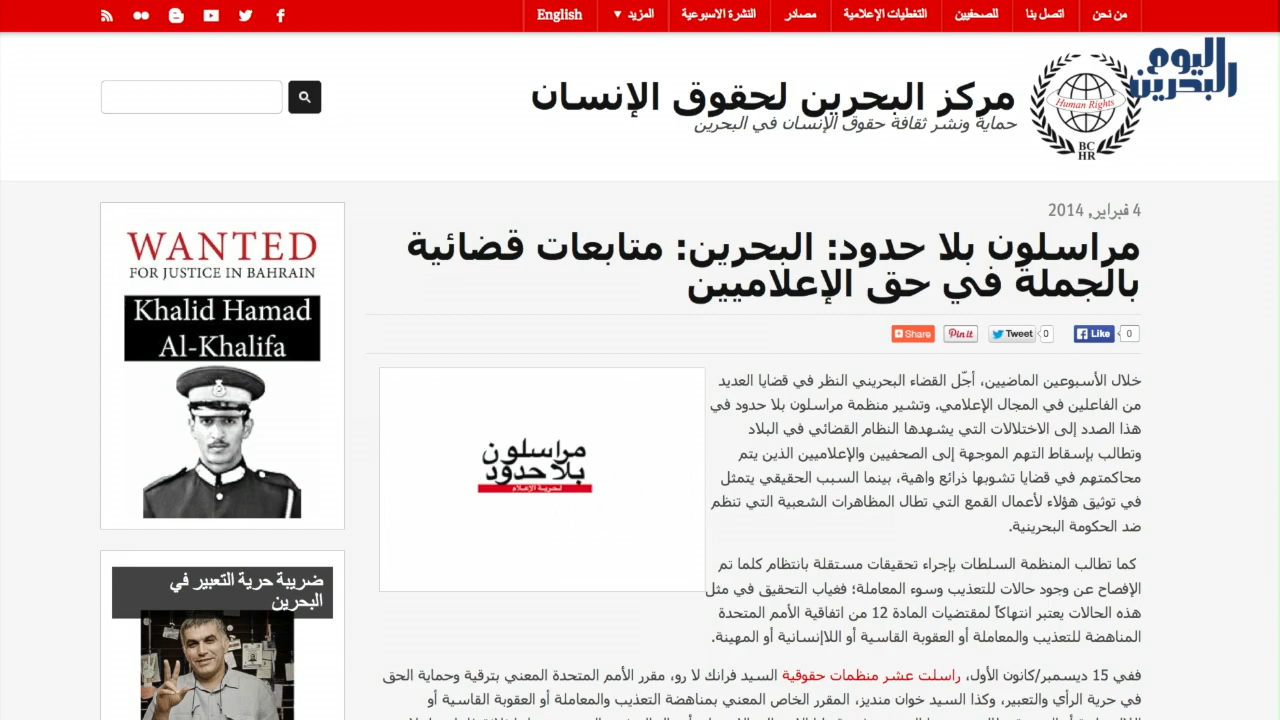 من نحن
اتصل بنا
للصحفيين
التغطيات الإعلامية
مصادر
النشرة الاسبوعية
المزيد ▼
English
اليوم
البحرين
Human Rights
BC
HR
مركز البحرين لحقوق الإنسان
حماية ونشر ثقافة حقوق الإنسان في البحرين
4 فبراير, 2014
مراسلون بلا حدود: البحرين: متابعات قضائية
بالجملة في حق الإعلاميين
Like 0
Tweet 0
Pin it
Share
خلال الأسبوعين الماضيين، أجّل القضاء البحريني النظر في قضايا العديد
من الفاعلين في المجال الإعلامي. وتشير منظمة مراسلون بلا حدود في
هذا الصدد إلى الاختلالات التي يشهدها النظام القضائي في البلاد
وتطالب بإسقاط التهم الموجهة إلى الصحفيين والإعلاميين الذين يتم
محاكمتهم في قضايا تشوبها ذرائع واهية، بينما السبب الحقيقي يتمثل
في توثيق هؤلاء لأعمال القمع التي تطال المظاهرات الشعبية التي تنظم
ضد الحكومة البحرينية.
مراسلون
بلا حدود
لحرية الإعلام
كما تطالب المنظمة السلطات بإجراء تحقيقات مستقلة بانتظام كلما تم
الإفصاح عن وجود حالات للتعذيب وسوء المعاملة؛ فغياب التحقيق في مثل
هذه الحالات يعتبر انتهاكاً لمقتضيات المادة 12 من اتفاقية الأمم المتحدة
المناهضة للتعذيب والمعاملة أو العقوبة القاسية أو اللاإنسانية أو المهينة.
ففي 15 ديسمبر/كانون الأول، راسلت عشر منظمات حقوقية السيد فرانك لا رو، مقرر الأمم المتحدة المعني بترقية وحماية الحق
في حرية الرأي والتعبير، وكذا السيد خوان منديز، المقرر الخاص المعني بمناهضة التعذيب والمعاملة أو العقوبة القاسية أو
WANTED
FOR JUSTICE IN BAHRAIN
Khalid Hamad
Al-Khalifa
ضريبة حرية التعبير في
البحرين